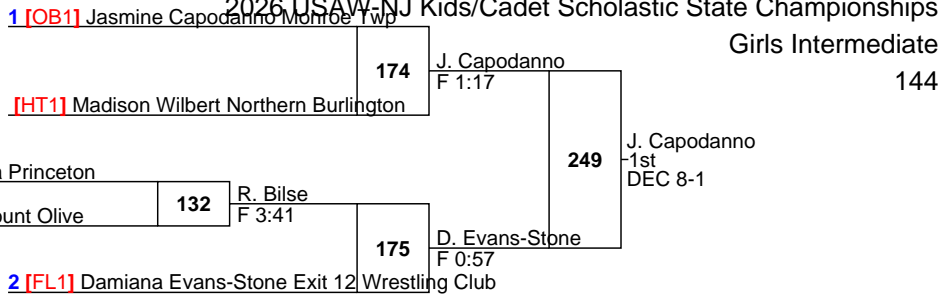 2026 USAW-NJ Kids/Cadet Scholastic State Championships
Girls Intermediate
144
1 [OB1] Jasmine Capodanno Monroe Twp
174
J. Capodanno
F 1:17
[HT1] Madison Wilbert Northern Burlington
249
J. Capodanno
1st
DEC 8-1
Princeton
132
R. Bilse
F 3:41
Olive
175
D. Evans-Stone
F 0:57
2 [FL1] Damiana Evans-Stone Exit 12 Wrestling Club